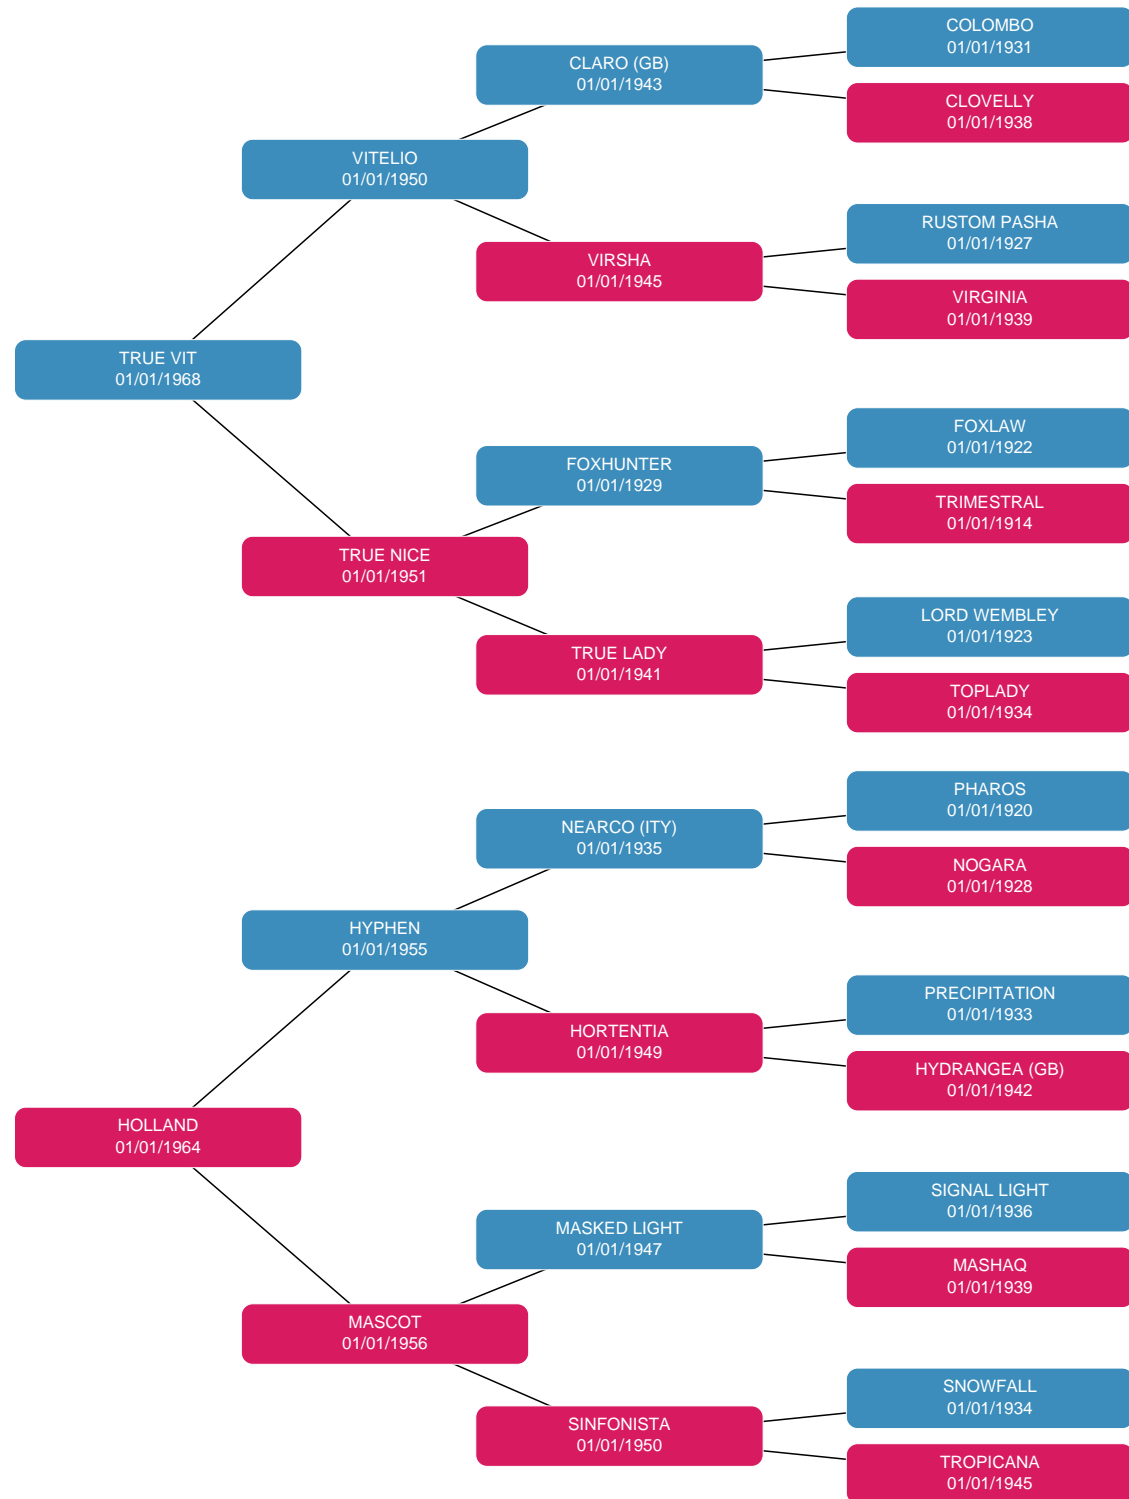 COLOMBO
01/01/1931
CLARO (GB)
01/01/1943
CLOVELLY
01/01/1938
VITELIO
01/01/1950
RUSTOM PASHA
01/01/1927
VIRSHA
01/01/1945
VIRGINIA
01/01/1939
TRUE VIT
01/01/1968
FOXLAW
01/01/1922
FOXHUNTER
01/01/1929
TRIMESTRAL
01/01/1914
TRUE NICE
01/01/1951
LORD WEMBLEY
01/01/1923
TRUE LADY
01/01/1941
TOPLADY
01/01/1934
PHAROS
01/01/1920
NEARCO (ITY)
01/01/1935
NOGARA
01/01/1928
HYPHEN
01/01/1955
PRECIPITATION
01/01/1933
HORTENTIA
01/01/1949
HYDRANGEA (GB)
01/01/1942
HOLLAND
01/01/1964
SIGNAL LIGHT
01/01/1936
MASKED LIGHT
01/01/1947
MASHAQ
01/01/1939
MASCOT
01/01/1956
SNOWFALL
01/01/1934
SINFONISTA
01/01/1950
TROPICANA
01/01/1945